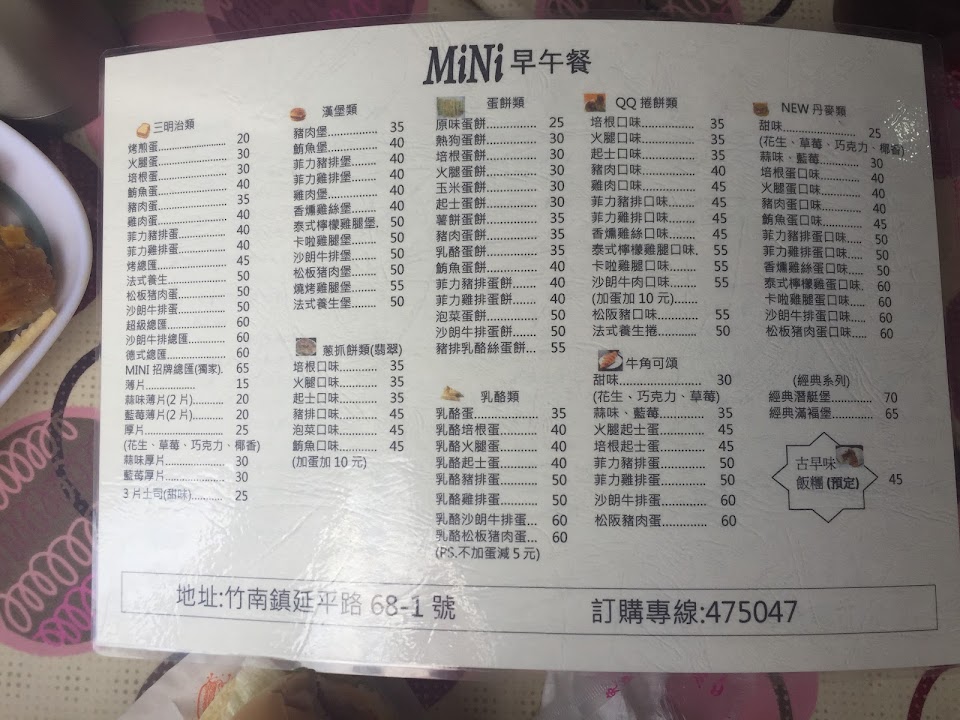 MiNi 早午餐
三明治類
烤煎蛋 20
火腿蛋 30
培根蛋 30
鮪魚蛋 40
豬肉蛋 35
雞肉蛋 40
菲力豬排蛋 40
菲力雞排蛋 40
烤總匯 45
法式養生 50
松板豬肉蛋 50
沙朗牛排蛋 50
超級總匯 60
沙朗牛排總匯 60
德式總匯 60
MINI 招牌總匯(獨家). 65
薄片 15
蒜味薄片(2 片) 20
藍莓薄片(2 片) 20
厚片 25
(花生、草莓、巧克力、椰香)
蒜味厚片 30
藍莓厚片 30
3 片土司(甜味) 25
漢堡類
豬肉堡 35
鮪魚堡 40
菲力豬排堡 40
菲力雞排堡 40
雞肉堡 40
香燻雞絲堡 40
泰式檸檬雞腿堡. 50
卡啦雞腿堡 50
沙朗牛排堡 50
松板豬肉堡 50
燒烤雞腿堡 55
法式養生堡 50
蔥抓餅類(翡翠)
培根口味 35
火腿口味 35
起士口味 35
豬排口味 45
泡菜口味 45
鮪魚口味 45
(加蛋加 10 元)
蛋餅類
原味蛋餅 25
熱狗蛋餅 30
培根蛋餅 30
火腿蛋餅 30
玉米蛋餅 30
起士蛋餅 30
薯餅蛋餅 35
豬肉蛋餅 35
乳酪蛋餅 35
鮪魚蛋餅 40
菲力豬排蛋餅 40
菲力雞排蛋餅 40
泡菜蛋餅 50
沙朗牛排蛋餅 50
豬排乳酪絲蛋餅... 55
乳酪類
乳酪蛋 35
乳酪培根蛋 40
乳酪火腿蛋 40
乳酪起士蛋 40
乳酪豬排蛋 50
乳酪雞排蛋 50
乳酪沙朗牛排蛋... 60
乳酪松板豬肉蛋... 60
(PS.不加蛋減 5 元)
QQ 捲餅類
培根口味 35
火腿口味 35
起士口味 35
豬肉口味 40
雞肉口味 45
菲力豬排口味 45
菲力雞排口味 45
香燻雞絲口味 45
泰式檸檬雞腿口味. 55
卡啦雞腿口味 55
沙朗牛肉口味 55
(加蛋加 10 元)
松阪豬口味 55
法式養生捲 50
牛角可頌
甜味 30
(花生、巧克力、草莓)
蒜味、藍莓 35
火腿起士蛋 45
培根起士蛋 45
菲力豬排蛋 50
菲力雞排蛋 50
沙朗牛排蛋 60
松阪豬肉蛋 60
NEW 丹麥類
甜味 25
(花生、草莓、巧克力、椰香)
蒜味、藍莓 30
培根蛋口味 40
火腿蛋口味 40
豬肉蛋口味 40
鮪魚蛋口味 45
菲力豬排蛋口味 50
菲力雞排蛋口味 50
香燻雞絲蛋口味 50
泰式檸檬雞蛋口味. 60
卡啦雞腿蛋口味 60
沙朗牛排蛋口味 60
松板豬肉蛋口味 60
(經典系列)
經典潛艇堡 70
經典滿福堡 65
古早味
飯糰 (預定) 45
地址:竹南鎮延平路 68-1 號
訂購專線:475047